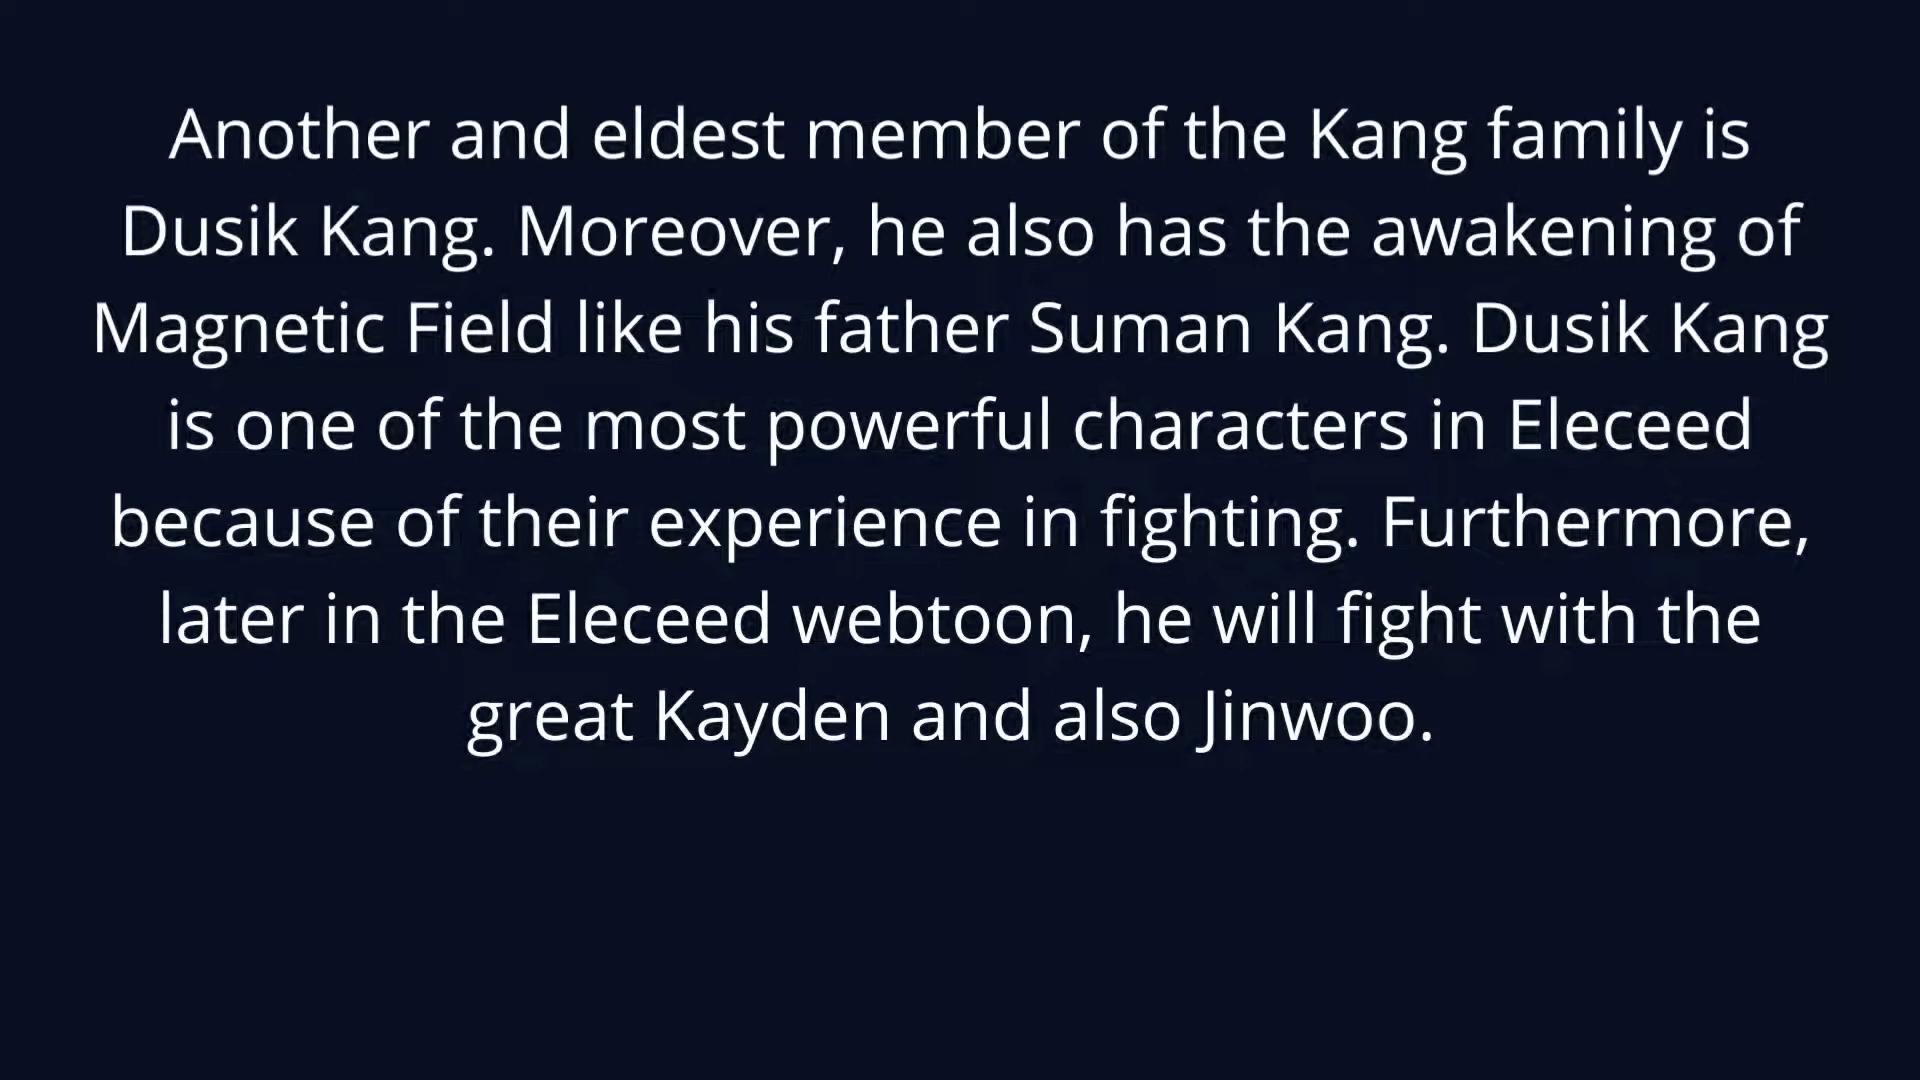 Another and eldest member of the Kang family is
Dusik Kang. Moreover, he also has the awakening of
Magnetic Field like his father Suman Kang. Dusik Kang
is one of the most powerful characters in Eleceed
because of their experience in fighting. Furthermore,
later in the Eleceed webtoon, he will fight with the
great Kayden and also Jinwoo.